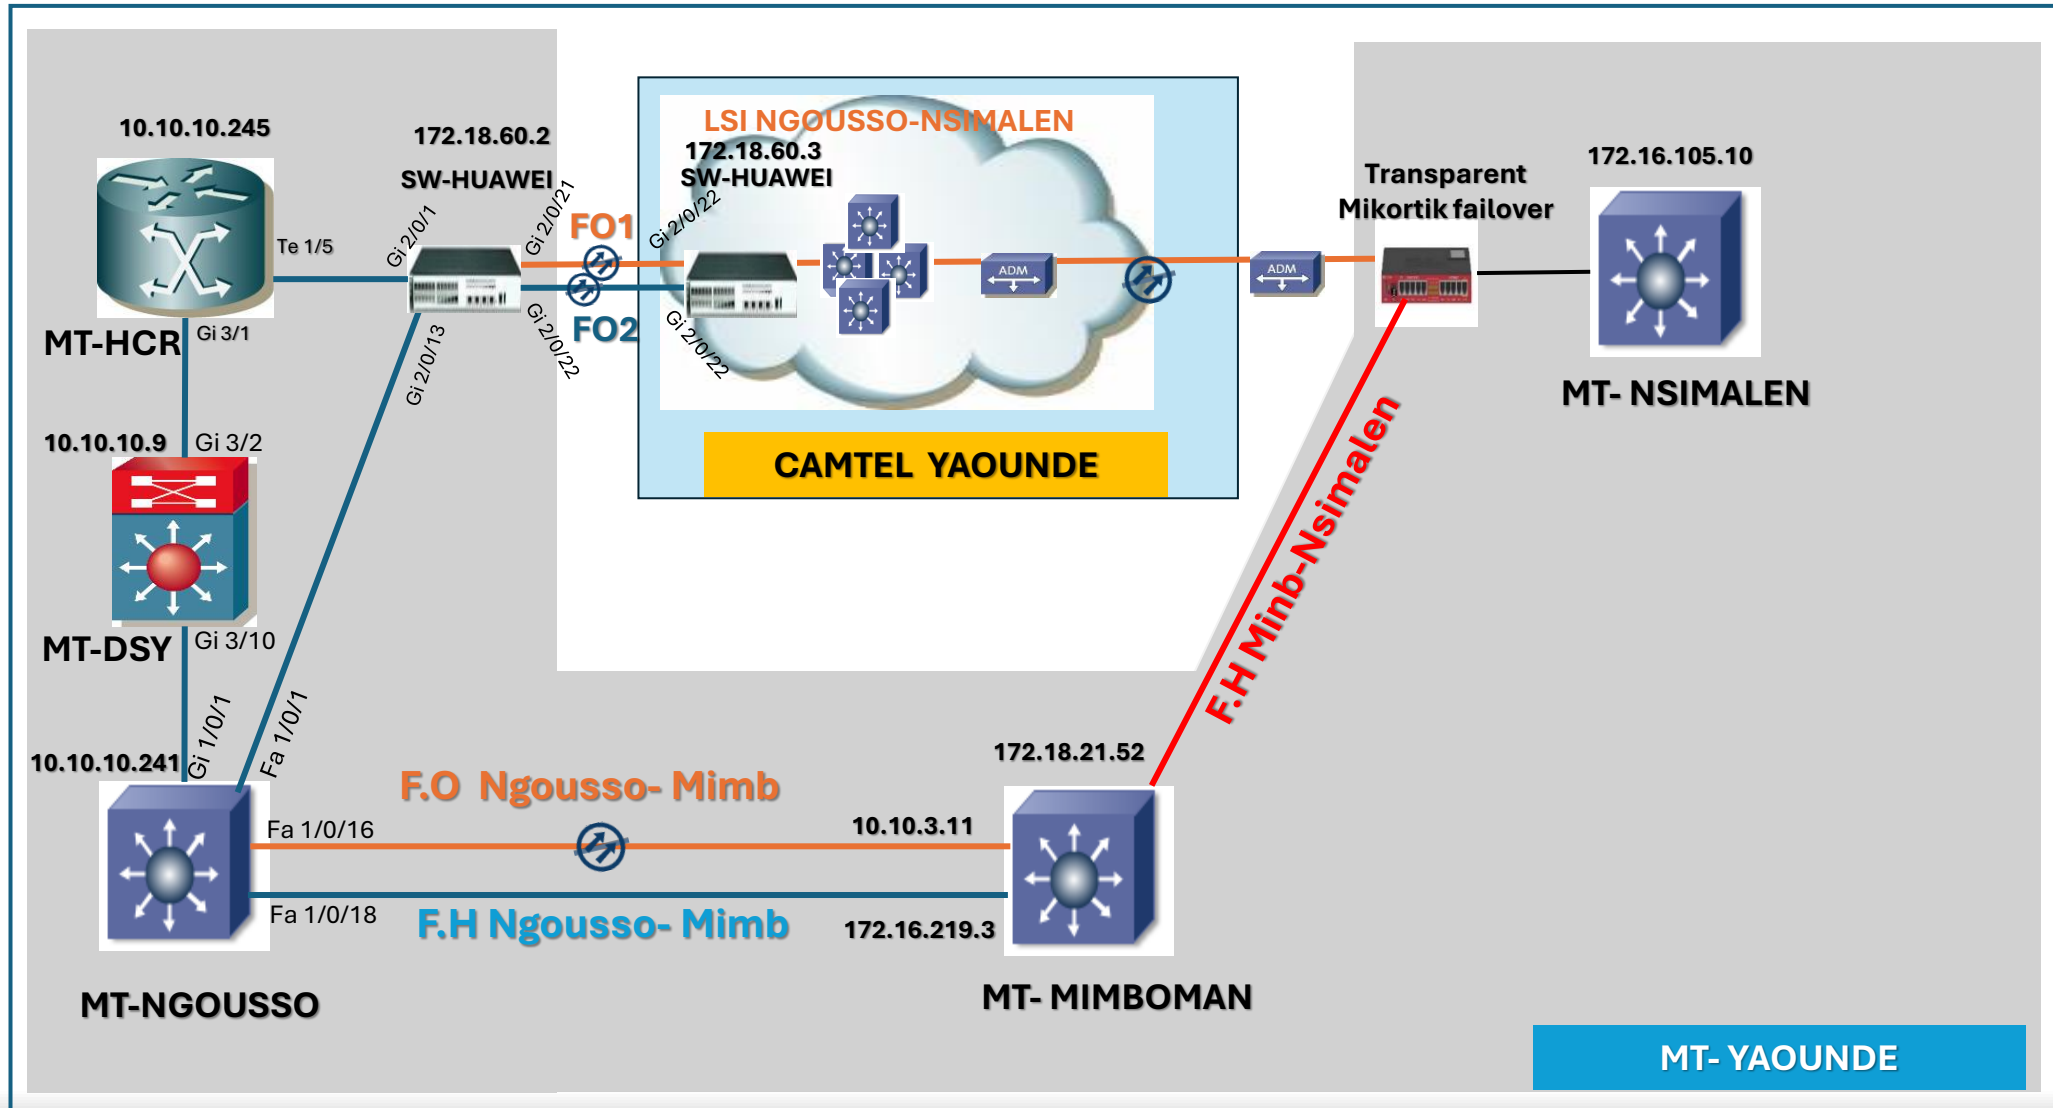 10.10.10.245
MT-HCR
Te 1/5
Gi 3/1
172.18.60.2
SW-HUAWEI
Gi 2/0/1
Gi 2/0/21
Gi 2/0/13
Gi 2/0/22
FO1
FO2
LSI NGOUSSO-NSIMALEN
172.18.60.3
SW-HUAWEI
Gi 2/0/22
Gi 2/0/22
ADM
CAMTEL YAOUNDE
ADM
Transparent
Mikortik failover
172.16.105.10
MT- NSIMALEN
10.10.10.9
Gi 3/2
MT-DSY
Gi 3/10
10.10.10.241
Gi 1/0/1
Fa 1/0/1
Fa 1/0/16
Fa 1/0/18
MT-NGOUSSO
F.O Ngousso- Mimb
F.H Ngousso- Mimb
F.H Minb-Nsimalen
172.18.21.52
10.10.3.11
172.16.219.3
MT- MIMBOMAN
MT- YAOUNDE